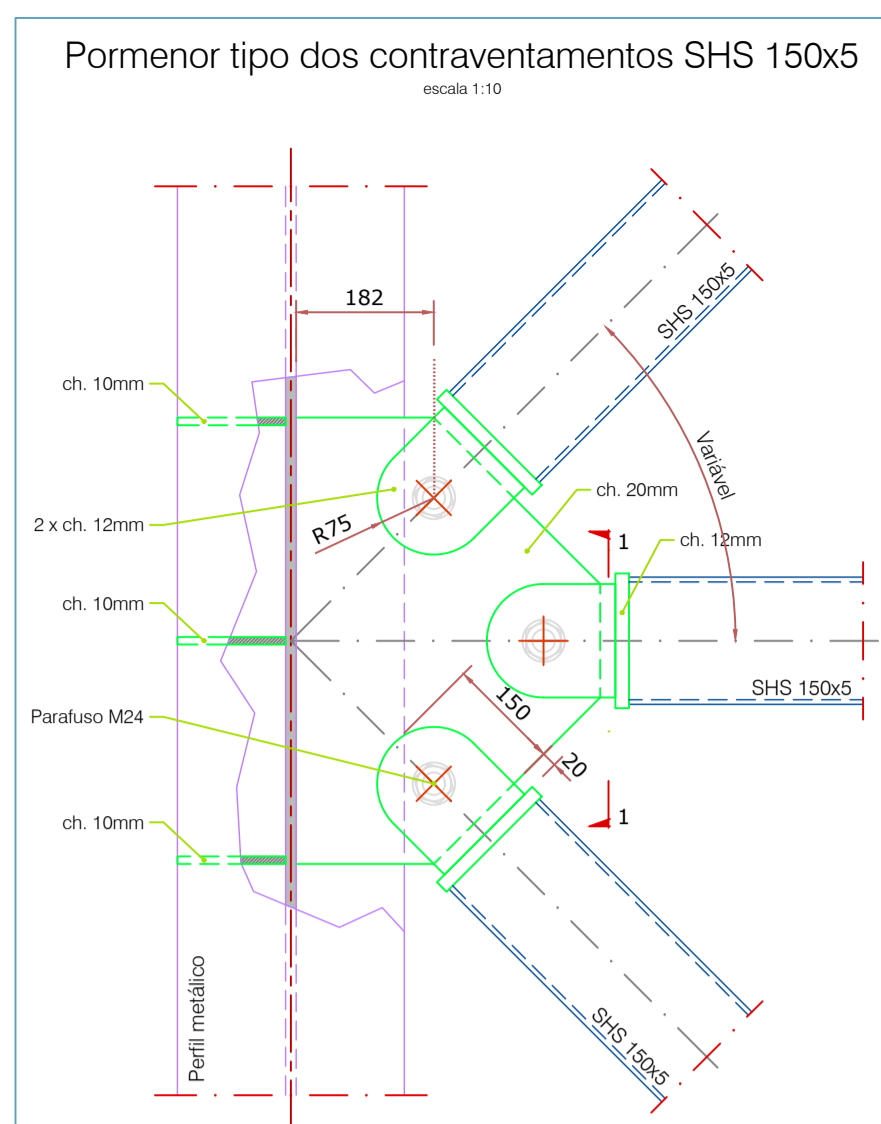 Pormenor tipo dos contraventamentos SHS 150x5
escala 1:10
182
SHS 150x5
ch. 10mm
Variável
ch. 20mm
2 x ch. 12mm
R75
1
ch. 12mm
ch. 10mm
SHS 150x5
150
Parafuso M24
20
1
ch. 10mm
Perfil metálico
SHS 150x5